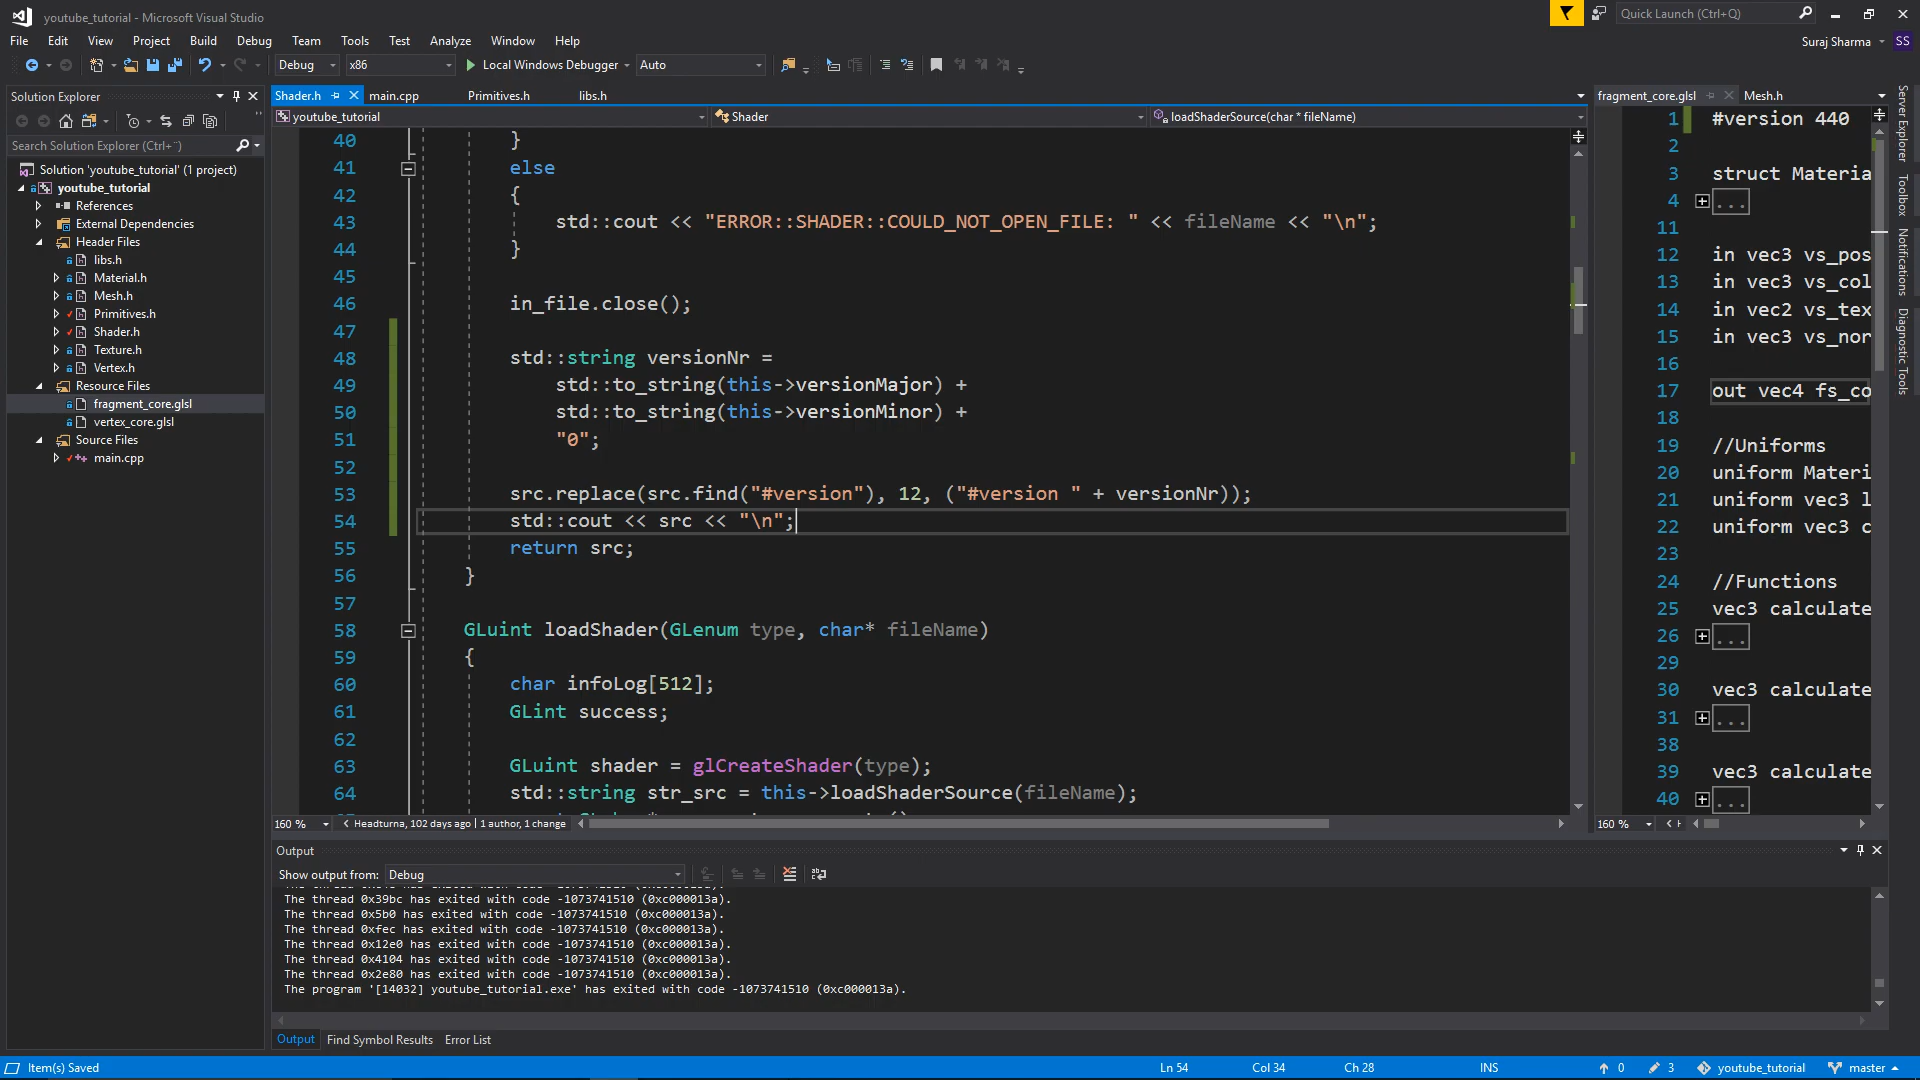 youtube_tutorial - Microsoft Visual Studio
Quick Launch (Ctrl+Q)
File Edit View Project Build Debug Team Tools Test Analyze Window Help
Suraj Sharma SS
Debug x86 Local Windows Debugger Auto
Solution Explorer
Search Solution Explorer (Ctrl+¨)
Solution 'youtube_tutorial' (1 project)
youtube_tutorial
References
External Dependencies
Header Files
libs.h
Material.h
Mesh.h
Primitives.h
Shader.h
Texture.h
Vertex.h
Resource Files
fragment_core.glsl
vertex_core.glsl
Source Files
main.cpp
Shader.h main.cpp Primitives.h libs.h
youtube_tutorial Shader loadShaderSource(char * fileName)
40 }
41 else
42 {
43 std::cout << "ERROR::SHADER::COULD_NOT_OPEN_FILE: " << fileName << "\n";
44 }
45
46 in_file.close();
47
48 std::string versionNr =
49 std::to_string(this->versionMajor) +
50 std::to_string(this->versionMinor) +
51 "0";
52
53 src.replace(src.find("#version"), 12, ("#version " + versionNr));
54 std::cout << src << "\n";
55 return src;
56 }
57
58 GLuint loadShader(GLenum type, char* fileName)
59 {
60 char infoLog[512];
61 GLint success;
62
63 GLuint shader = glCreateShader(type);
64 std::string str_src = this->loadShaderSource(fileName);
160 % Headturna, 102 days ago | 1 author, 1 change
fragment_core.glsl Mesh.h
1 #version 440
2
3 struct Materia
4 ...
11
12 in vec3 vs_pos
13 in vec3 vs_col
14 in vec2 vs_tex
15 in vec3 vs_nor
16
17 out vec4 fs_co
18
19 //Uniforms
20 uniform Materi
21 uniform vec3 l
22 uniform vec3 c
23
24 //Functions
25 vec3 calculate
26 ...
29
30 vec3 calculate
31 ...
38
39 vec3 calculate
40 ...
160 %
Server Explorer
Toolbox
Notifications
Diagnostic Tools
Output
Show output from: Debug
The thread 0x39bc has exited with code -1073741510 (0xc000013a).
The thread 0x5b0 has exited with code -1073741510 (0xc000013a).
The thread 0xfec has exited with code -1073741510 (0xc000013a).
The thread 0x12e0 has exited with code -1073741510 (0xc000013a).
The thread 0x4104 has exited with code -1073741510 (0xc000013a).
The thread 0x2e80 has exited with code -1073741510 (0xc000013a).
The program '[14032] youtube_tutorial.exe' has exited with code -1073741510 (0xc000013a).
Output Find Symbol Results Error List
Item(s) Saved Ln 54 Col 34 Ch 28 INS 0 3 youtube_tutorial master